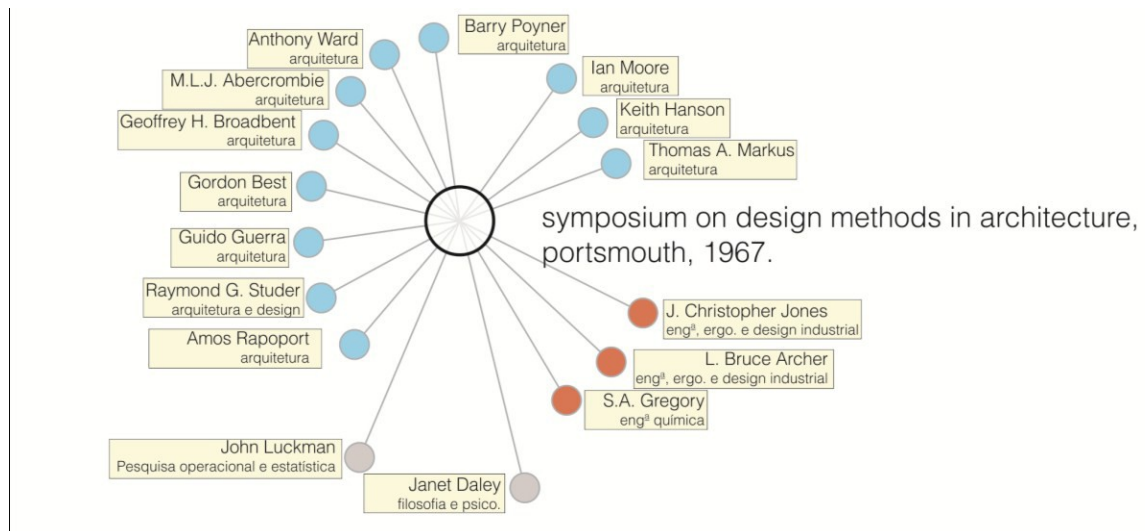 Barry Poyner
arquitetura
Anthony Ward
arquitetura
M.L.J. Abercrombie
arquitetura
Geoffrey H. Broadbent
arquitetura
Gordon Best
arquitetura
Guido Guerra
arquitetura
Raymond G. Studer
arquitetura e design
Amos Rapoport
arquitetura
Ian Moore
arquitetura
Keith Hanson
arquitetura
Thomas A. Markus
arquitetura
symposium on design methods in architecture,
portsmouth, 1967.
J. Christopher Jones
engª, ergo. e design industrial
L. Bruce Archer
engª, ergo. e design industrial
S.A. Gregory
engª química
John Luckman
Pesquisa operacional e estatística
Janet Daley
filosofia e psico.